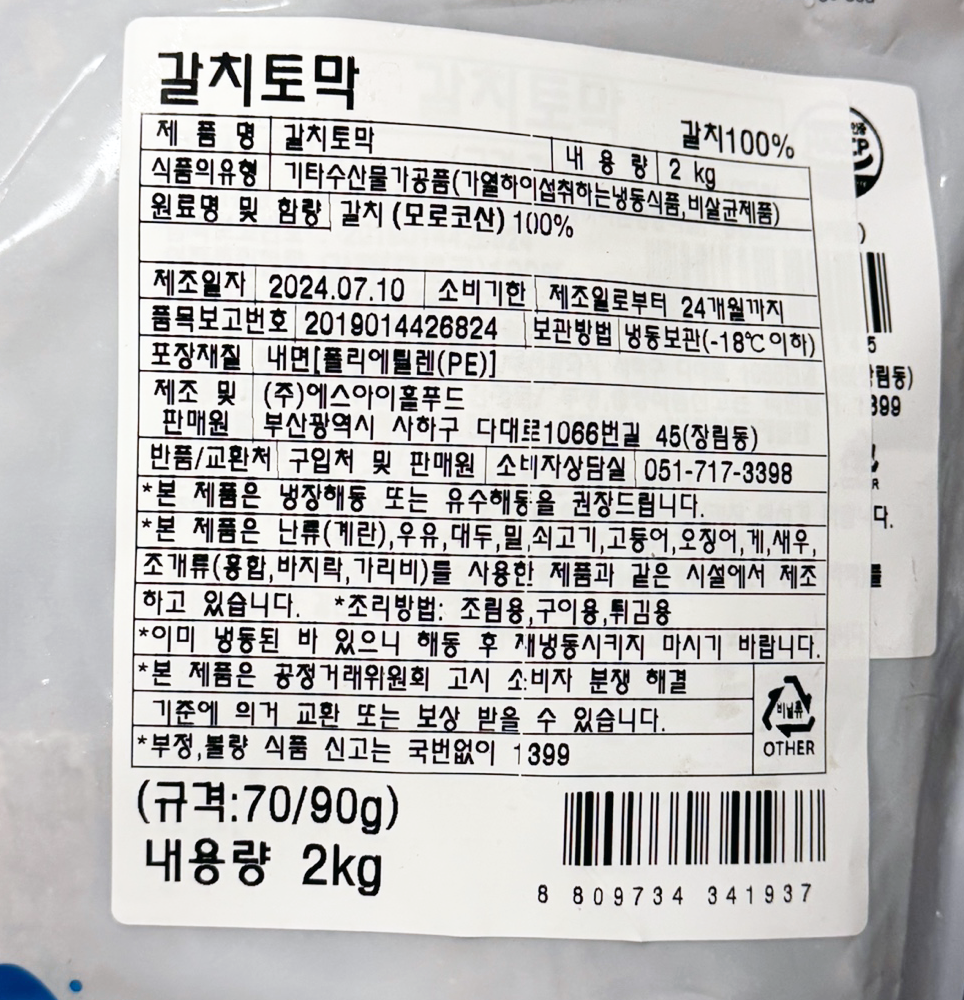 갈치토막
갈치100%
제 품 명 갈치토막 내 용 량 2 kg
식품의유형 기타수산물가공품(가열하여섭취하는냉동식품,비살균제품)
원료명 및 함량 갈치 (모로코산) 100%
제조일자 2024.07.10 소비기한 제조일로부터 24개월까지
품목보고번호 2019014426824 보관방법 냉동보관(-18℃ 이하)
포장재질 내면[폴리에틸렌(PE)]
제조 및 (주)에스아이홀푸드
판매원 부산광역시 사하구 다대로1066번길 45(장림동)
반품/교환처 구입처 및 판매원 소비자상담실 051-717-3398
*본 제품은 냉장해동 또는 유수해동을 권장드립니다.
*본 제품은 난류(계란),우유,대두,밀,쇠고기,고등어,오징어,게,새우,
조개류(홍합,바지락,가리비)를 사용한 제품과 같은 시설에서 제조
하고 있습니다. *조리방법: 조림용,구이용,튀김용
*이미 냉동된 바 있으니 해동 후 재냉동시키지 마시기 바랍니다.
*본 제품은 공정거래위원회 고시 소비자 분쟁 해결
기준에 의거 교환 또는 보상 받을 수 있습니다.
*부정,불량 식품 신고는 국번없이 1399
비닐류
OTHER
(규격:70/90g)
내용량 2kg
8 809734 341937
5
림동)
399
R
다.
를